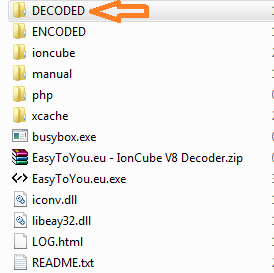 DECODED
ENCODED
ioncube
manual
php
xcache
busybox.exe
EasyToYou.eu - IonCube V8 Decoder.zip
EasyToYou.eu.exe
iconv.dll
libeay32.dll
LOG.html
README.txt